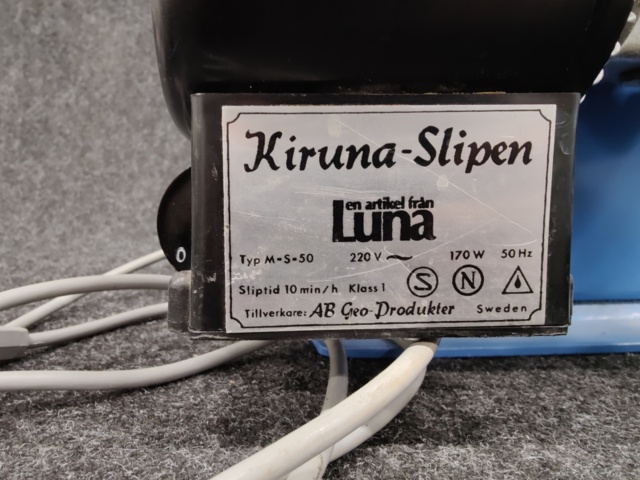 Kiruna-Slipen
en artikel från
Luna
Typ M-S-50 220 V ~ 170 W 50 Hz
Sliptid 10 min/h Klass 1 S N
Tillverkare: AB Geo-Produkter Sweden
0